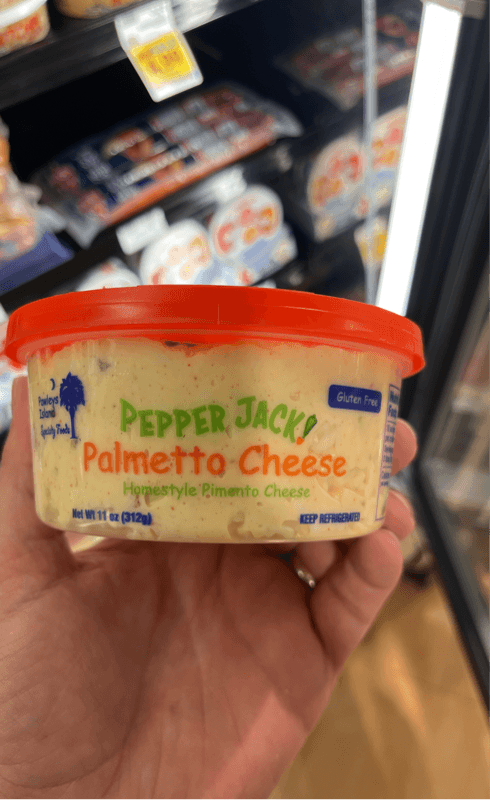 Pawleys
Island
Specialty Foods
PEPPER JACK!
Gluten Free
Palmetto Cheese
Homestyle Pimento Cheese
Net Wt 11 oz (312g)
KEEP REFRIGERATED